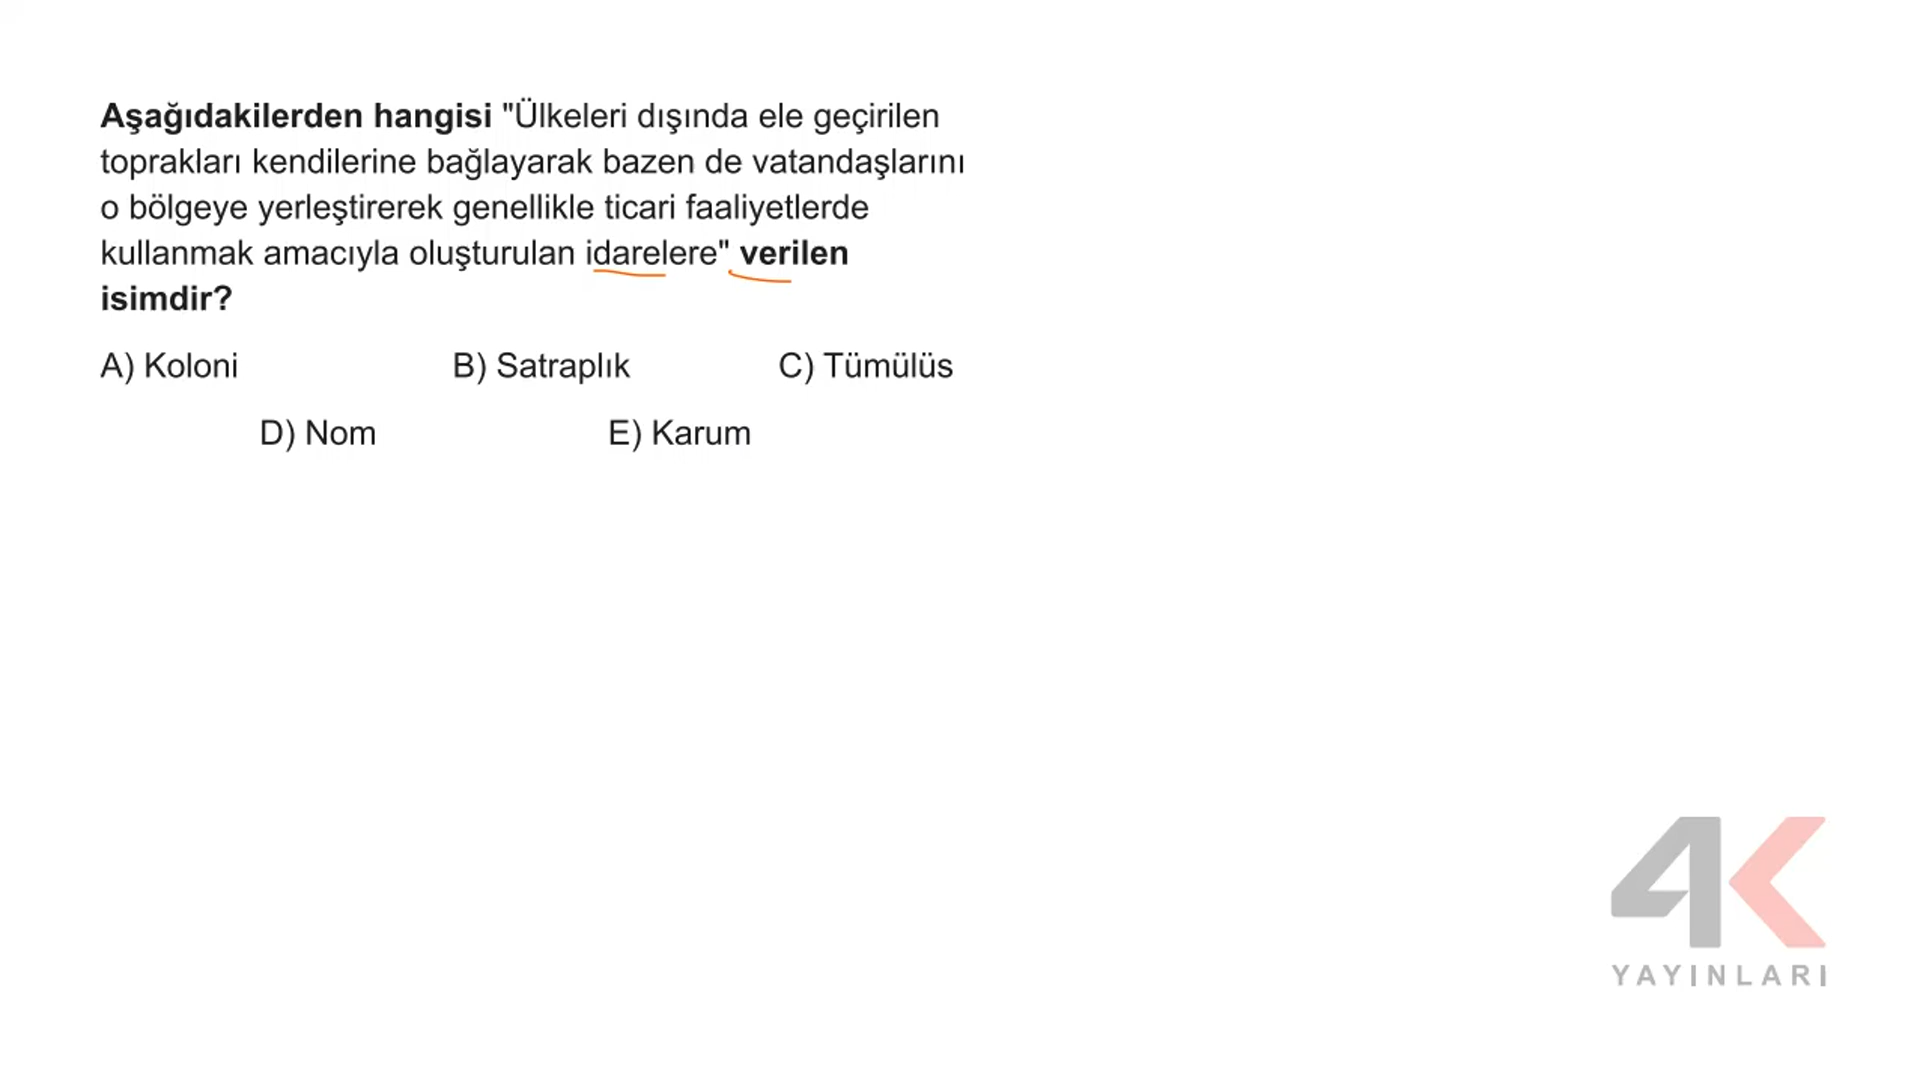 Aşağıdakilerden hangisi "Ülkeleri dışında ele geçirilen
toprakları kendilerine bağlayarak bazen de vatandaşlarını
o bölgeye yerleştirerek genellikle ticari faaliyetlerde
kullanmak amacıyla oluşturulan idarelere" verilen
isimdir?
A) Koloni B) Satraplık C) Tümülüs
D) Nom E) Karum
4K
YAYINLARI